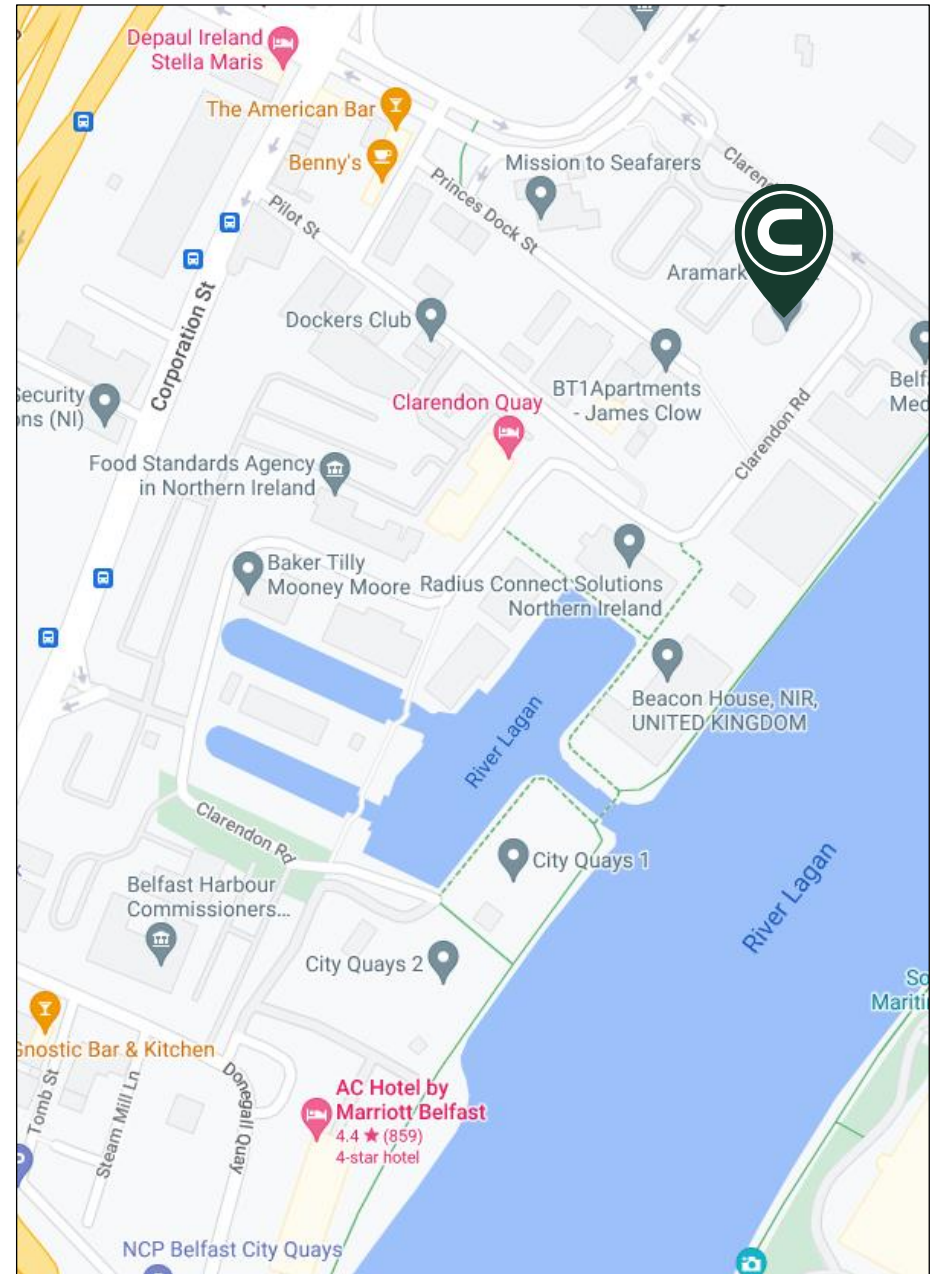 Depaul Ireland
Stella Maris
The American Bar
Benny's
Mission to Seafarers
Princes Dock St
Pilot St
Aramark
Dockers Club
Corporation St
BT1Apartments
- James Clow
Clarendon Quay
Clarendon Rd
Security
ns (NI)
Food Standards Agency
in Northern Ireland
Baker Tilly
Mooney Moore
Radius Connect Solutions
Northern Ireland
Beacon House, NIR,
UNITED KINGDOM
River Lagan
Clarendon Rd
City Quays 1
River Lagan
Belfast Harbour
Commissioners...
City Quays 2
Gnostic Bar & Kitchen
Tomb St
Steam Mill Ln
Donegall Quay
AC Hotel by
Marriott Belfast
4.4 ★ (859)
4-star hotel
NCP Belfast City Quays